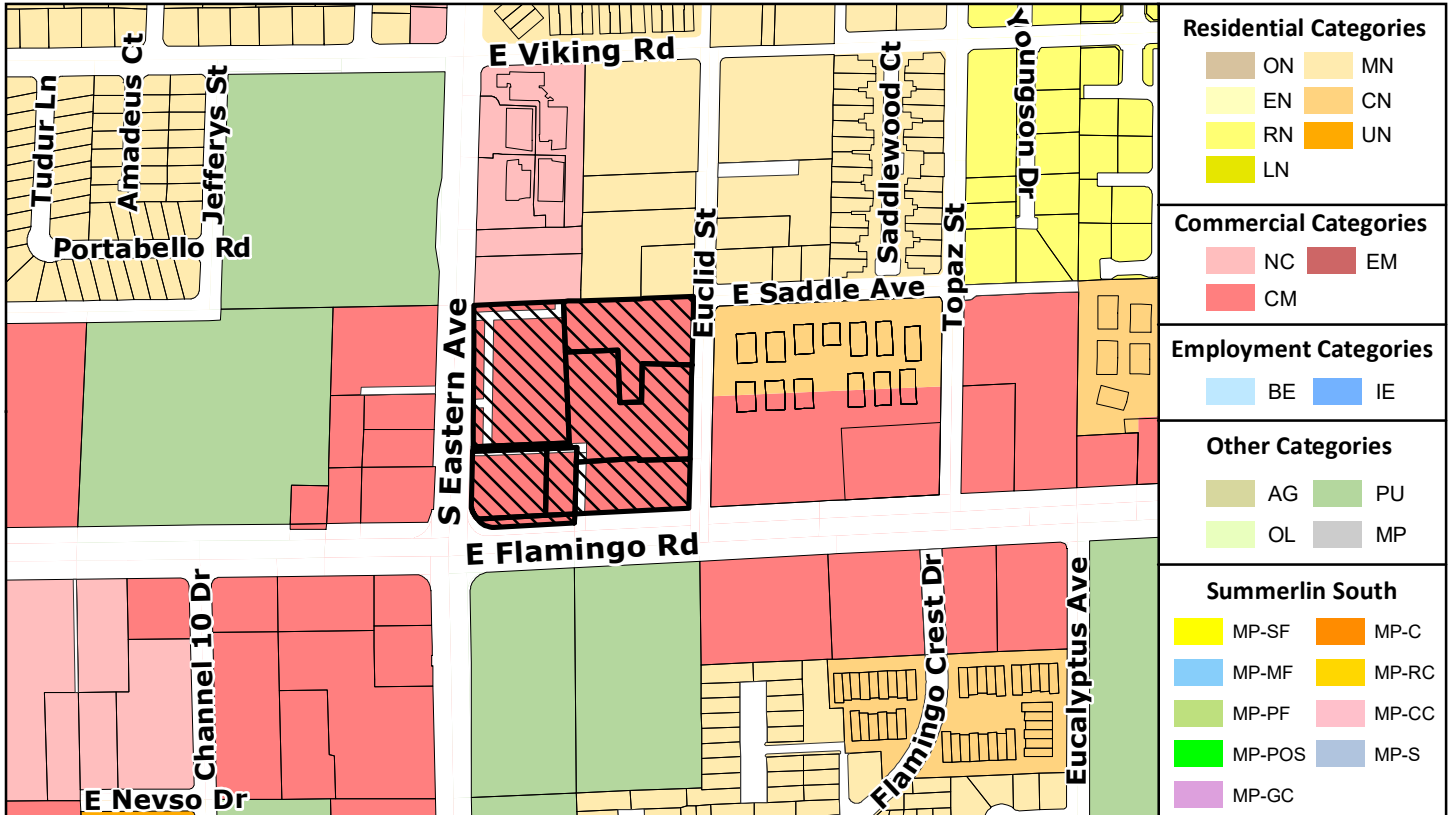 E Viking Rd
Tudur Ln
Amadeus Ct
Jefferys St
Portabello Rd
Saddlewood Ct
Youngson Dr
Euclid St
Topaz St
E Saddle Ave
S Eastern Ave
E Flamingo Rd
Channel 10 Dr
E Nevso Dr
Flamingo Crest Dr
Eucalyptus Ave
Residential Categories
ON MN
EN CN
RN UN
LN
Commercial Categories
NC EM
CM
Employment Categories
BE IE
Other Categories
AG PU
OL MP
Summerlin South
MP-SF MP-C
MP-MF MP-RC
MP-PF MP-CC
MP-POS MP-S
MP-GC